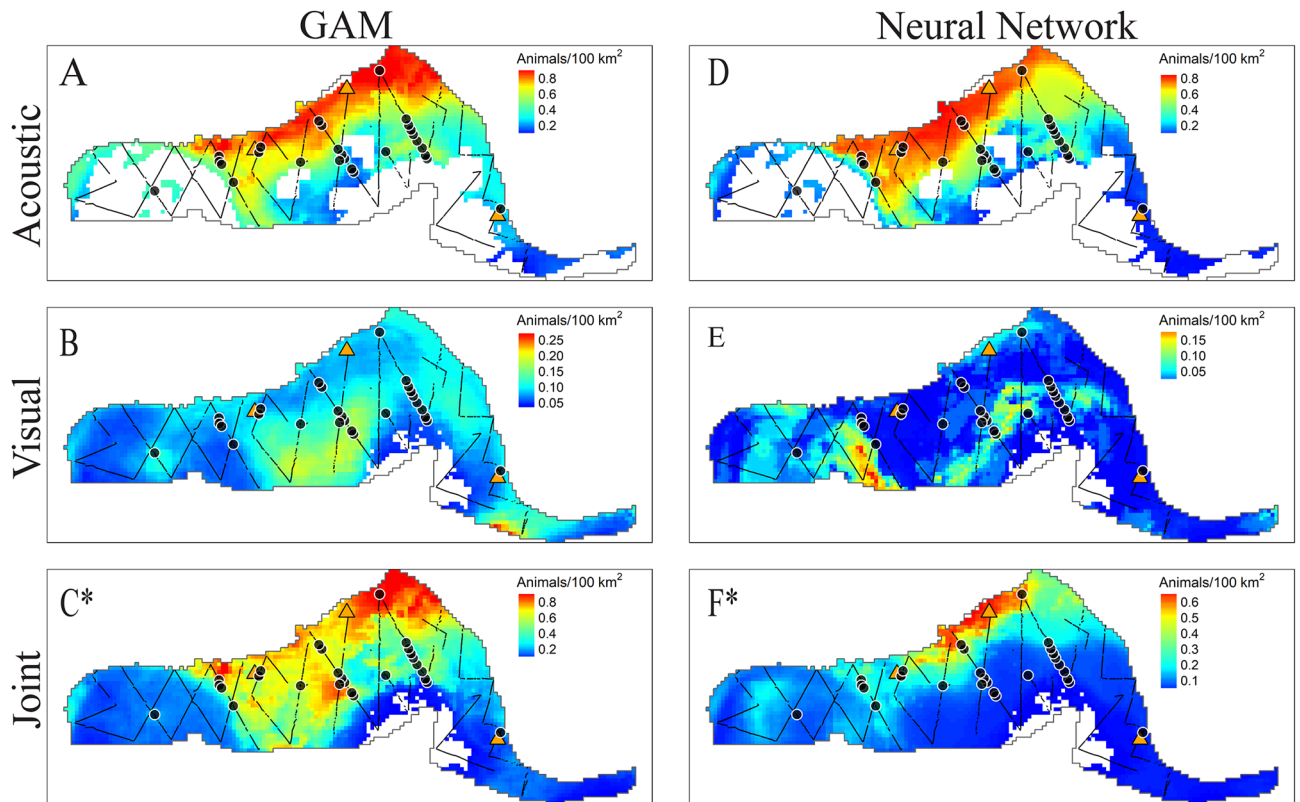 GAM
Neural Network
Acoustic
A
Animals/100 km²
0.8
0.6
0.4
0.2
D
Animals/100 km²
0.8
0.6
0.4
0.2
Visual
B
Animals/100 km²
0.25
0.20
0.15
0.10
0.05
E
Animals/100 km²
0.15
0.10
0.05
Joint
C*
Animals/100 km²
0.8
0.6
0.4
0.2
F*
Animals/100 km²
0.6
0.5
0.4
0.3
0.2
0.1